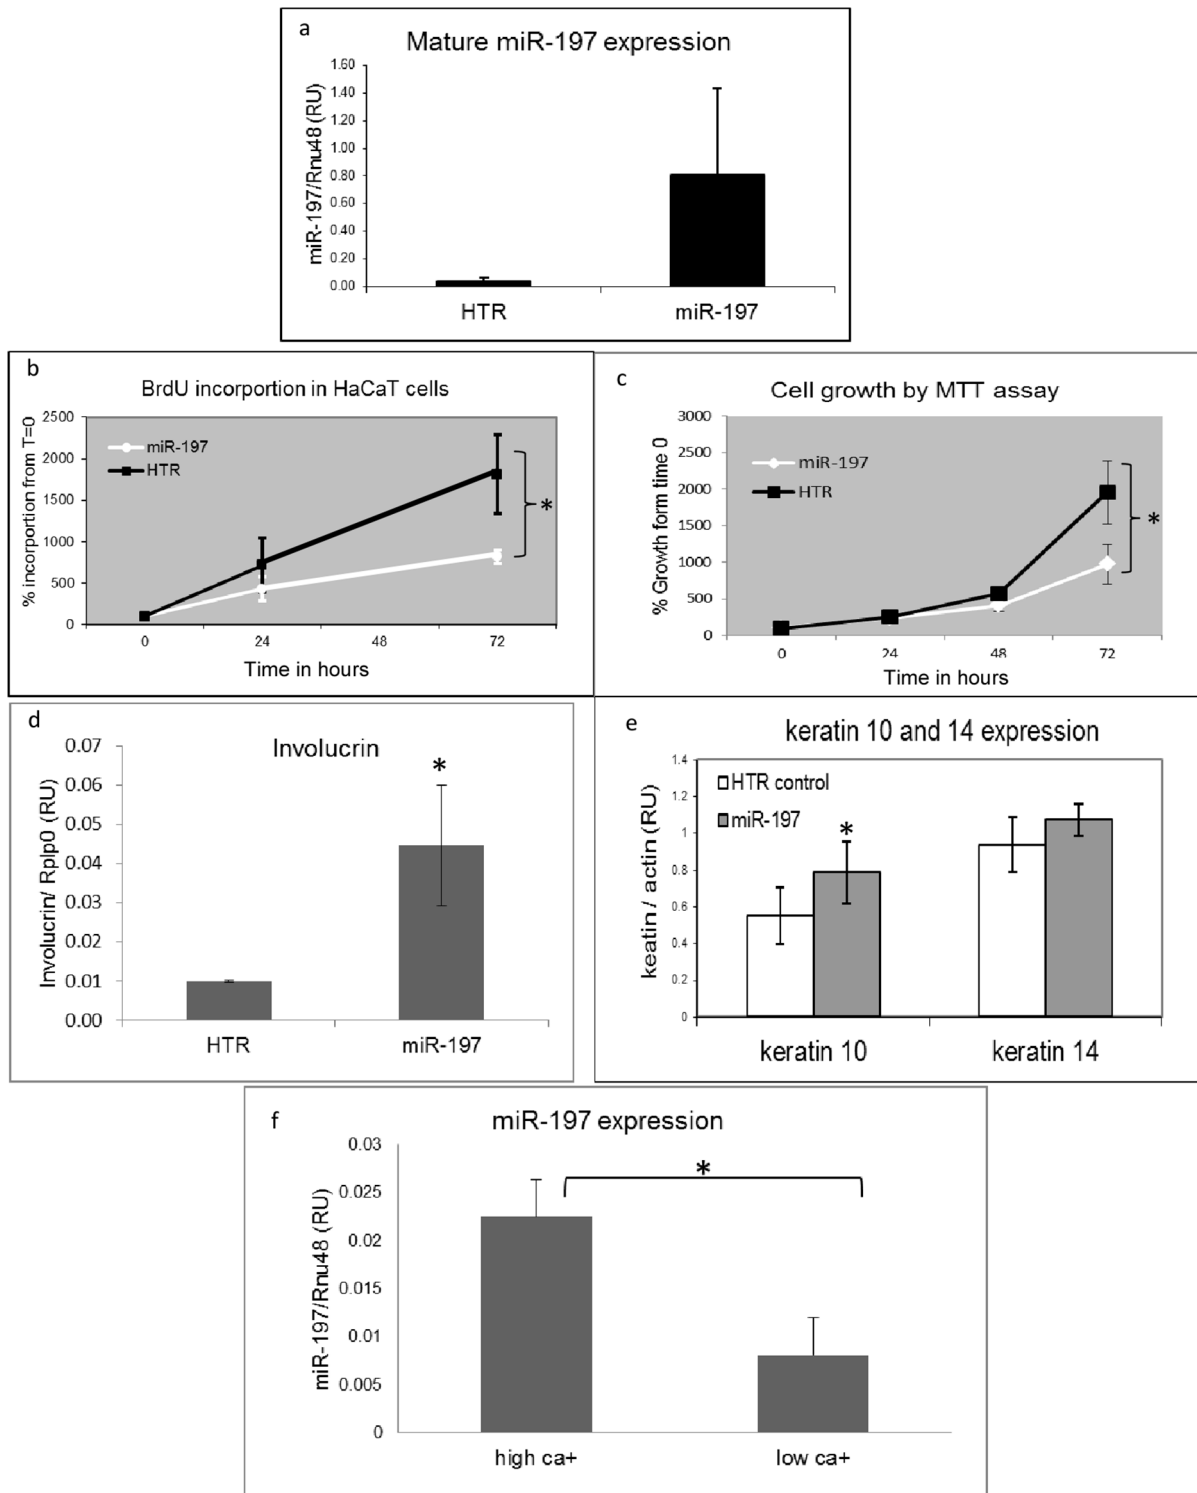 a
Mature miR-197 expression
miR-197/Rnu48 (RU)
1.60
1.40
1.20
1.00
0.80
0.60
0.40
0.20
0.00
HTR
miR-197
b
BrdU incorportion in HaCaT cells
% incorportion from T=0
2500
2000
1500
1000
500
0
miR-197
HTR
*
0
24
48
72
Time in hours
c
Cell growth by MTT assay
% Growth form time 0
3000
2500
2000
1500
1000
500
0
miR-197
HTR
*
0
24
48
72
Time in hours
d
Involucrin
Involucrin/ Rplp0 (RU)
0.07
0.06
0.05
0.04
0.03
0.02
0.01
0.00
*
HTR
miR-197
e
keratin 10 and 14 expression
keatin / actin (RU)
1.4
1.2
1
0.8
0.6
0.4
0.2
0
HTR control
miR-197
*
keratin 10
keratin 14
f
miR-197 expression
miR-197/Rnu48 (RU)
0.03
0.025
0.02
0.015
0.01
0.005
0
*
high ca+
low ca+